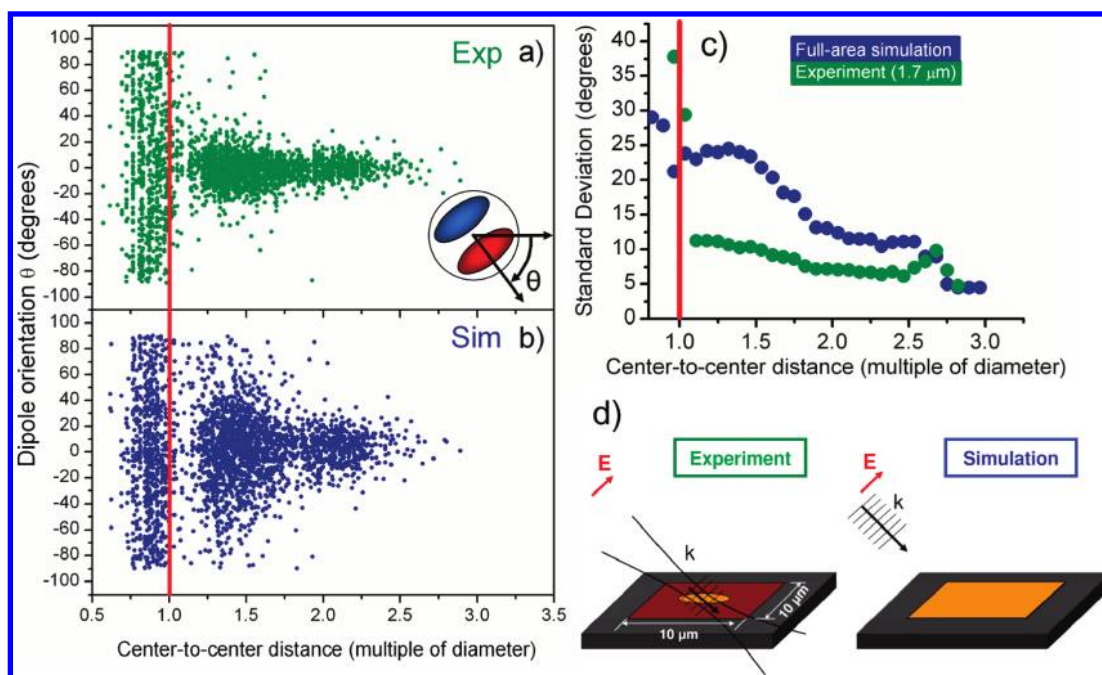 Exp a)
100
80
60
40
20
0
-20
-40
-60
-80
-100
θ
Sim b)
100
80
60
40
20
0
-20
-40
-60
-80
-100
Dipole orientation θ (degrees)
0.5 1.0 1.5 2.0 2.5 3.0 3.5
Center-to-center distance (multiple of diameter)
c)
Full-area simulation
Experiment (1.7 μm)
40
35
30
25
20
15
10
5
0
Standard Deviation (degrees)
1.0 1.5 2.0 2.5 3.0
Center-to-center distance (multiple of diameter)
d)
Experiment
Simulation
E
k
10 μm
10 μm
E
k